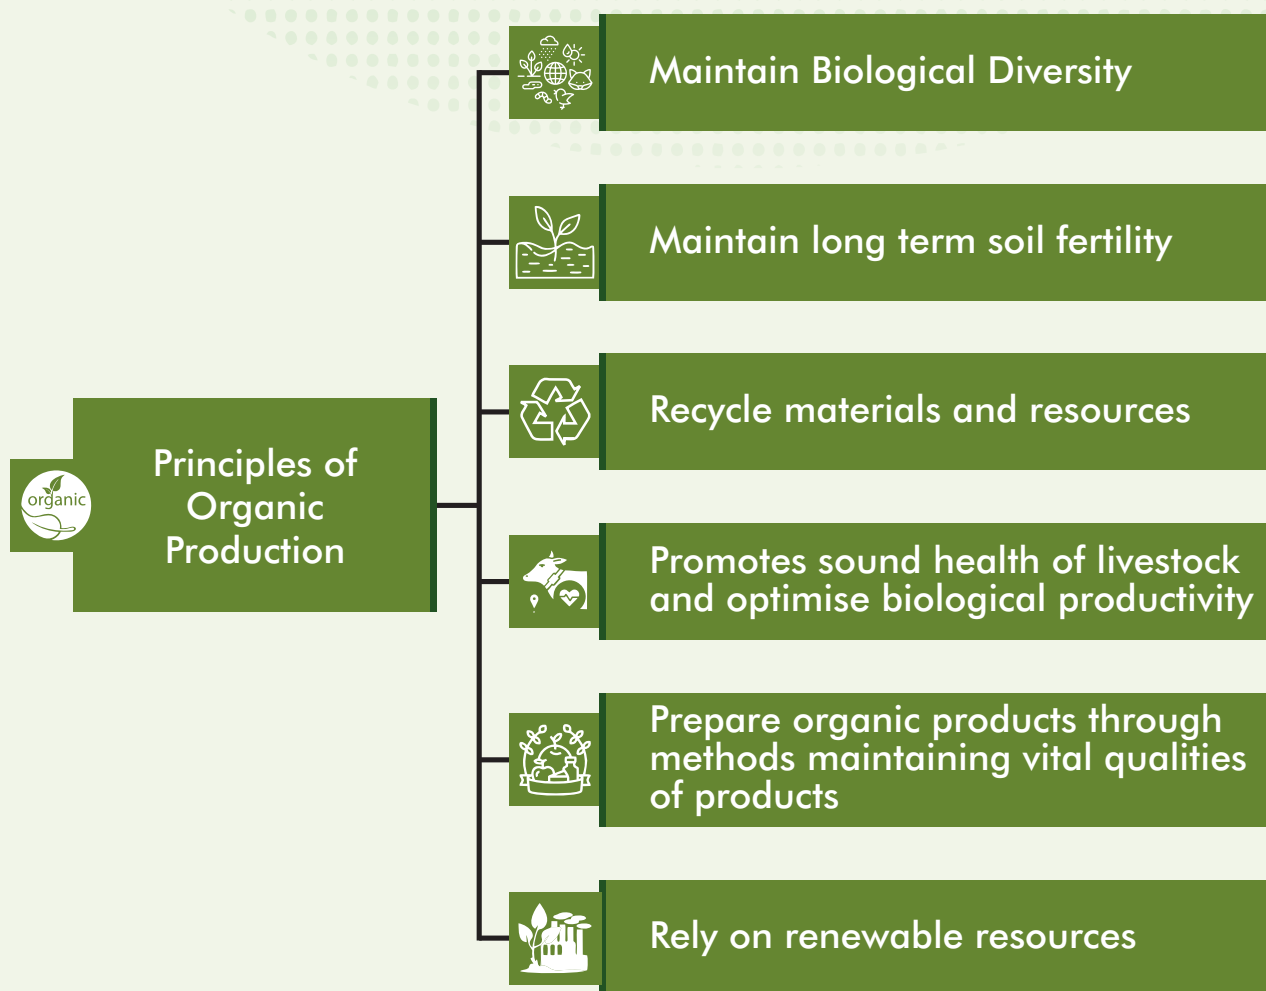 organic
Principles of
Organic
Production
Maintain Biological Diversity
Maintain long term soil fertility
Recycle materials and resources
Promotes sound health of livestock
and optimise biological productivity
Prepare organic products through
methods maintaining vital qualities
of products
Rely on renewable resources